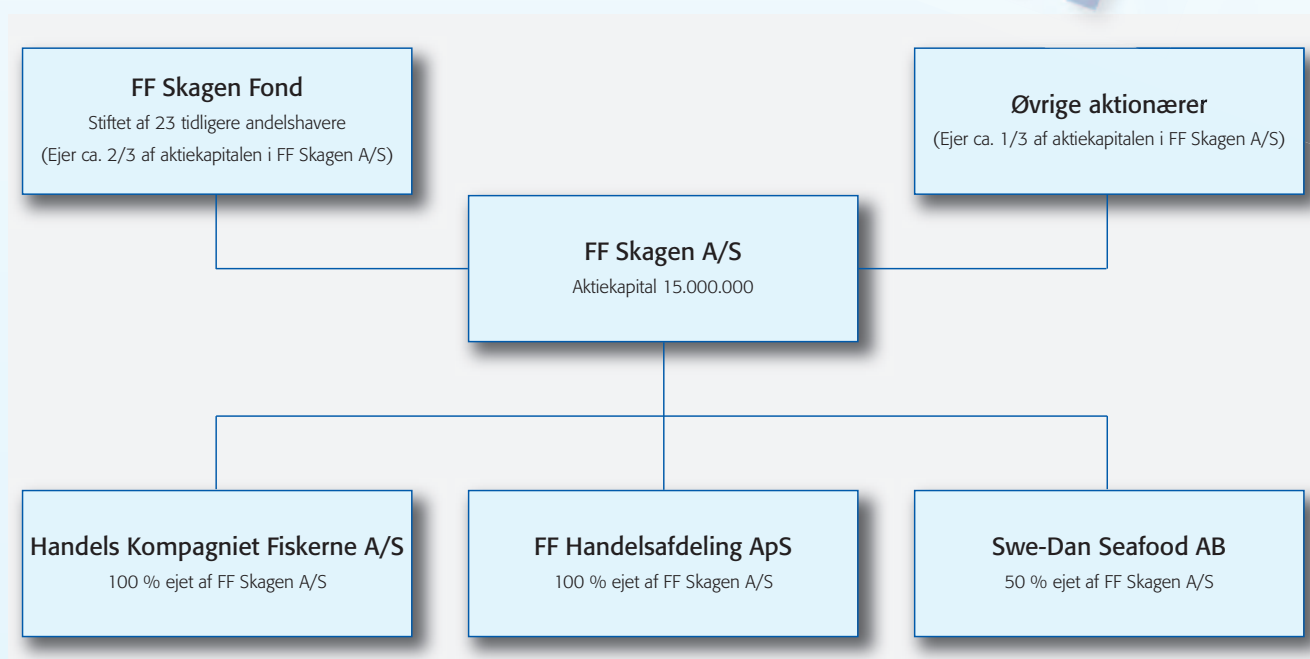 FF Skagen Fond
Stiftet af 23 tidligere andelshavere
(Ejer ca. 2/3 af aktiekapitalen i FF Skagen A/S)
Øvrige aktionærer
(Ejer ca. 1/3 af aktiekapitalen i FF Skagen A/S)
FF Skagen A/S
Aktiekapital 15.000.000
Handels Kompagniet Fiskerne A/S
100 % ejet af FF Skagen A/S
FF Handelsafdeling ApS
100 % ejet af FF Skagen A/S
Swe-Dan Seafood AB
50 % ejet af FF Skagen A/S